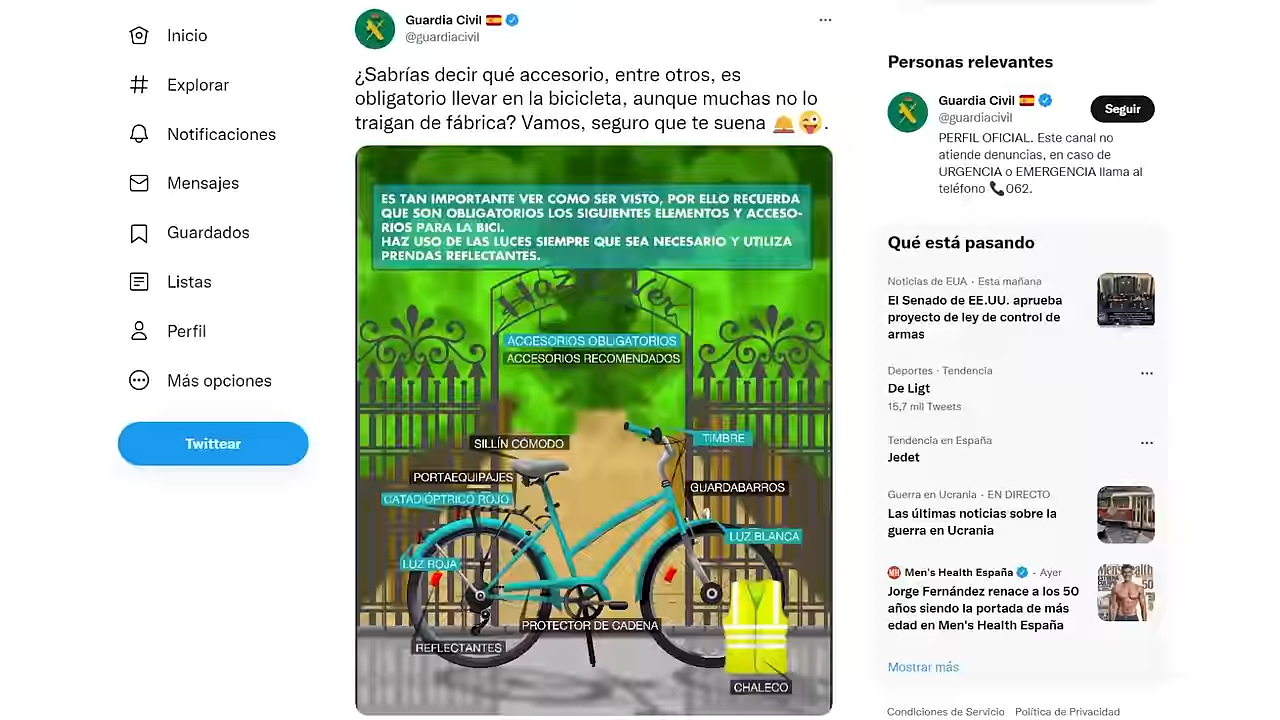 Inicio
Explorar
Notificaciones
Mensajes
Guardados
Listas
Perfil
Más opciones
Twittear
Guardia Civil
@guardiacivil
¿Sabrías decir qué accesorio, entre otros, es
obligatorio llevar en la bicicleta, aunque muchas no lo
traigan de fábrica? Vamos, seguro que te suena 🛎️😜.
ES TAN IMPORTANTE VER COMO SER VISTO, POR ELLO RECUERDA
QUE SON OBLIGATORIOS LOS SIGUIENTES ELEMENTOS Y ACCESO-
RIOS PARA LA BICI.
HAZ USO DE LAS LUCES SIEMPRE QUE SEA NECESARIO Y UTILIZA
PRENDAS REFLECTANTES.
Hazte Ver
ACCESORIOS OBLIGATORIOS
ACCESORIOS RECOMENDADOS
TIMBRE
SILLÍN CÓMODO
PORTAEQUIPAJES
GUARDABARROS
CATADIÓPTRICO ROJO
LUZ BLANCA
LUZ ROJA
PROTECTOR DE CADENA
REFLECTANTES
CHALECO
Personas relevantes
Guardia Civil
@guardiacivil
Seguir
PERFIL OFICIAL. Este canal no
atiende denuncias, en caso de
URGENCIA o EMERGENCIA llama al
teléfono 📞062.
Qué está pasando
Noticias de EUA · Esta mañana
El Senado de EE.UU. aprueba
proyecto de ley de control de
armas
Deportes · Tendencia
De Ligt
15,7 mil Tweets
Tendencia en España
Jedet
Guerra en Ucrania · EN DIRECTO
Las últimas noticias sobre la
guerra en Ucrania
MH Men's Health España · Ayer
Jorge Fernández renace a los 50
años siendo la portada de más
edad en Men's Health España
Men's Health
50
Mostrar más
Condiciones de Servicio Política de Privacidad